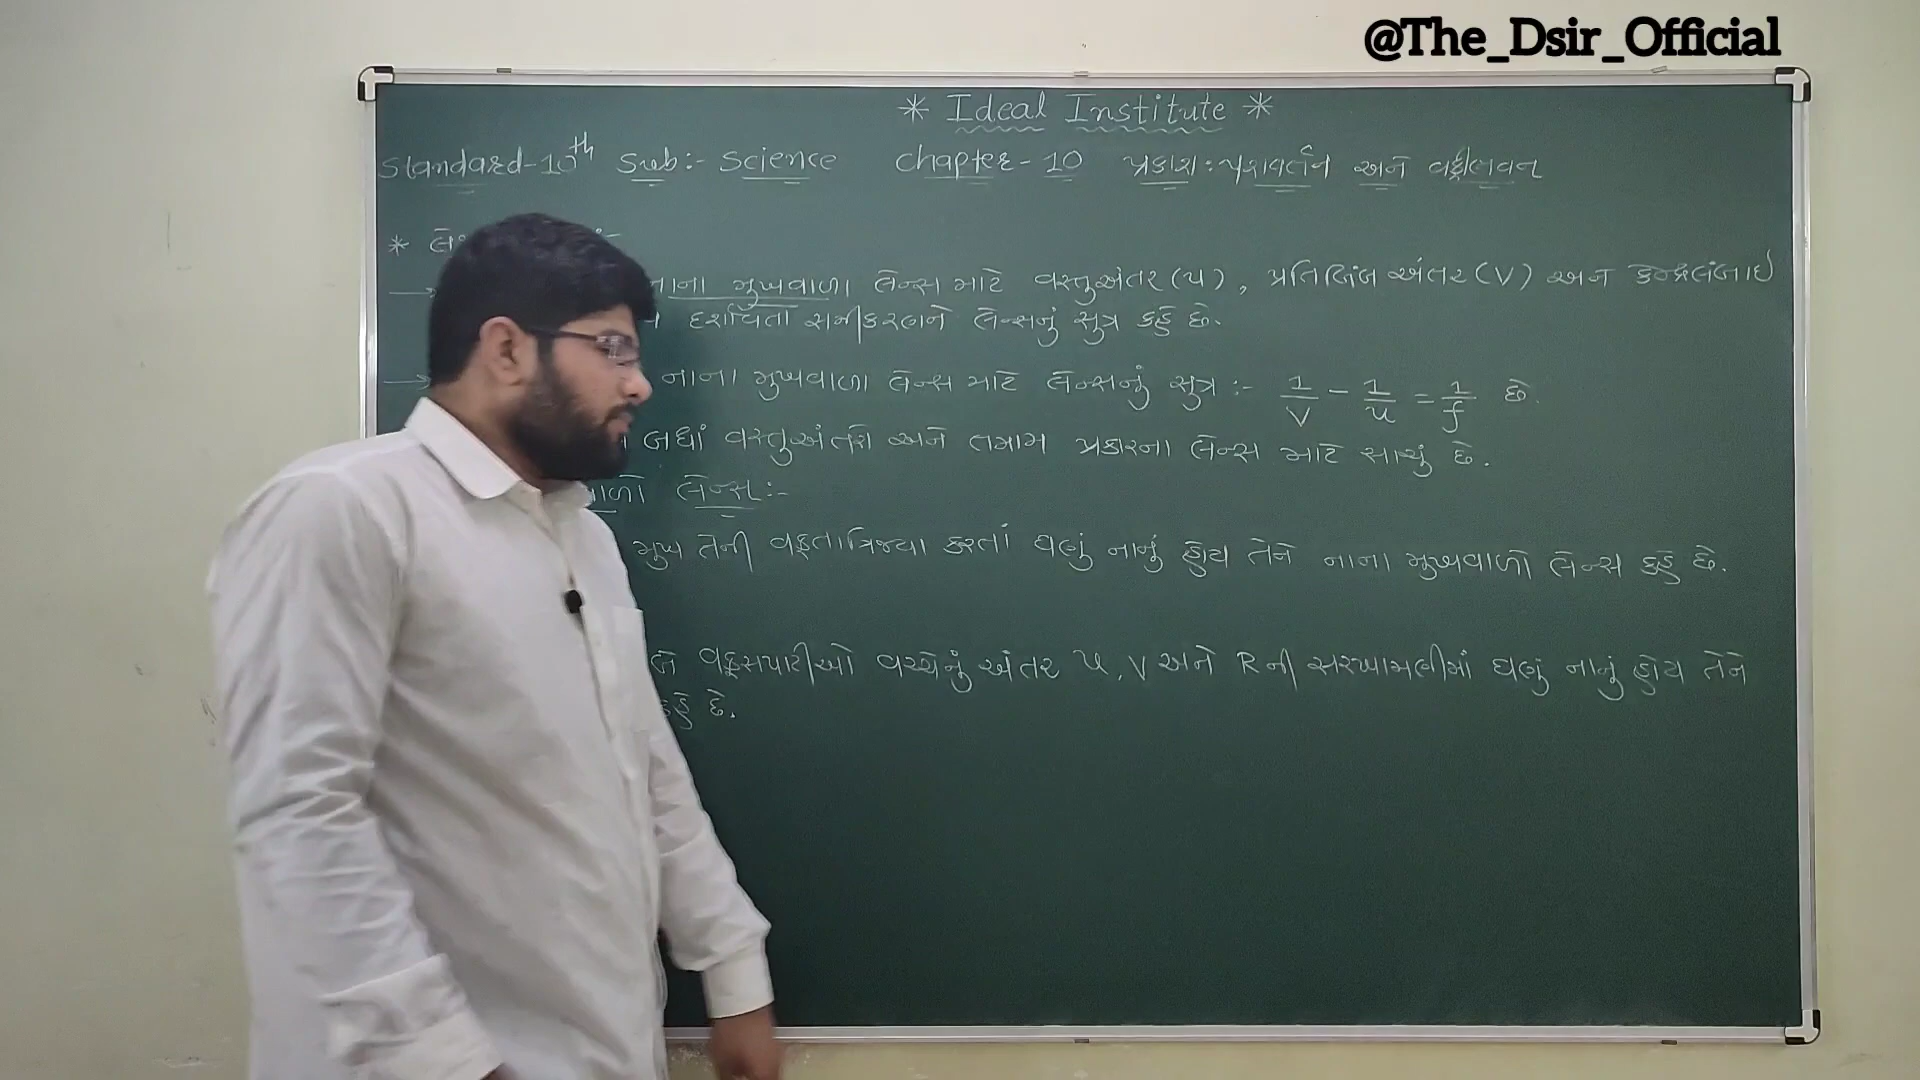 @The_Dsir_Official
* Ideal Institute *
Standard-10th Sub:- Science Chapter-10 પ્રકાશ: પરાવર્તન અને વક્રીભવન
*
→ નાના મુખવાળા લેન્સ માટે વસ્તુઅંતર (u), પ્રતિબિંબ અંતર (V) અને કેન્દ્રલંબાઈ
દર્શાવતા સમીકરણને લેન્સનું સુત્ર કહે છે.
→ નાના મુખવાળા લેન્સ માટે લેન્સનું સુત્ર :- 1/V - 1/u = 1/f છે.
બધાં વસ્તુઅંતરો અને તમામ પ્રકારના લેન્સ માટે સાચું છે.
લેન્સ:-
મુખ તેની વક્રતાત્રિજ્યા કરતાં ઘણું નાનું હોય તેને નાના મુખવાળો લેન્સ કહે છે.
બે વક્રસપાટીઓ વચ્ચેનું અંતર u, V અને R ની સરખામણીમાં ઘણું નાનું હોય તેને
કહે છે.